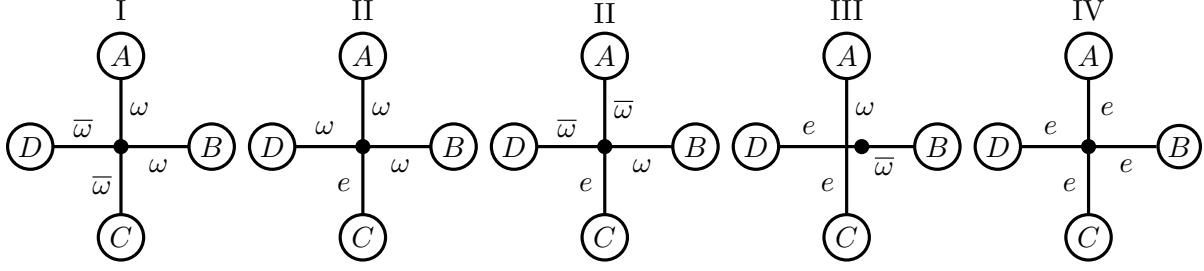 I II II III IV
A A A A A
ω ω ω̅ ω e
ω̅ ω ω̅ e e
D B D B D B D B D B
ω ω ω ω̅ e
ω̅ e e e e
C C C C C